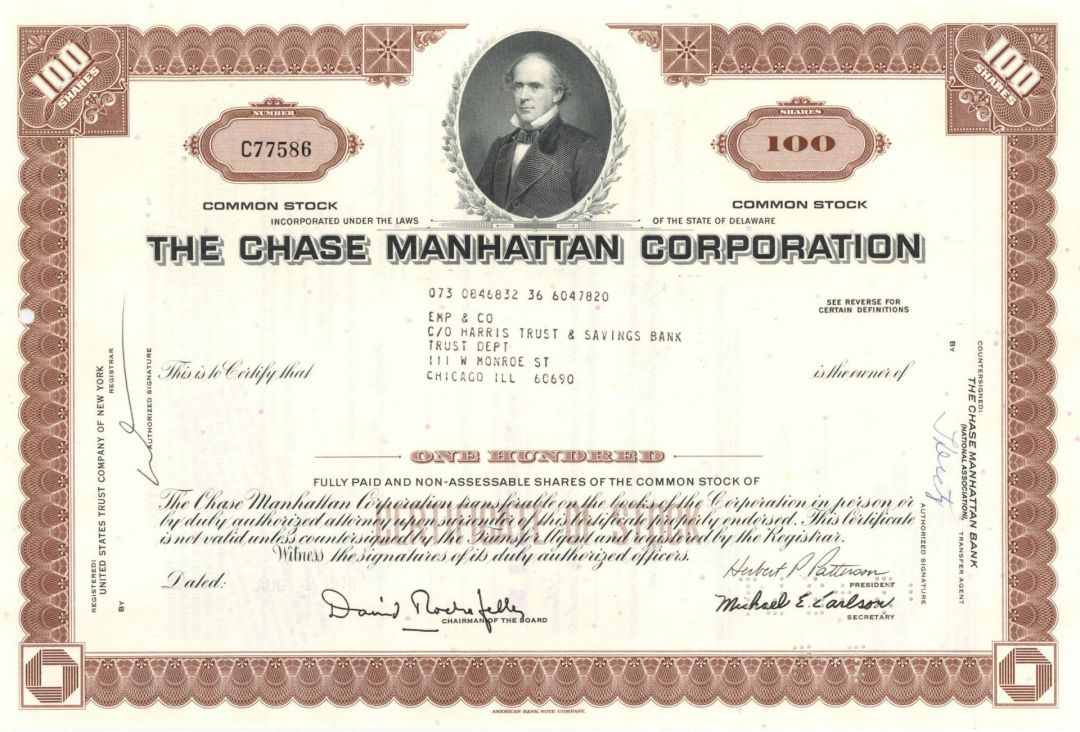 100 SHARES
100 SHARES
NUMBER
C77586
SHARES
100
COMMON STOCK
COMMON STOCK
INCORPORATED UNDER THE LAWS
OF THE STATE OF DELAWARE
THE CHASE MANHATTAN CORPORATION
073 0846832 36 6047820
SEE REVERSE FOR
CERTAIN DEFINITIONS
EMP & CO
C/O HARRIS TRUST & SAVINGS BANK
TRUST DEPT
111 W MONROE ST
CHICAGO ILL 60690
This is to Certify that
is the owner of
ONE HUNDRED
FULLY PAID AND NON-ASSESSABLE SHARES OF THE COMMON STOCK OF
CERTIFICATE OF STOCK
The Chase Manhattan Corporation transferable on the books of the Corporation in person or
by duly authorized attorney upon surrender of this certificate properly endorsed. This certificate
is not valid unless countersigned by the Transfer Agent and registered by the Registrar.
Witness the signatures of its duly authorized officers.
Dated:
AUG 1970
David Rockefeller
CHAIRMAN OF THE BOARD
Herbert P Patterson
PRESIDENT
Michael E. Carlson
SECRETARY
REGISTERED:
UNITED STATES TRUST COMPANY OF NEW YORK
REGISTRAR
BY
AUTHORIZED SIGNATURE
COUNTERSIGNED:
THE CHASE MANHATTAN BANK
(NATIONAL ASSOCIATION),
TRANSFER AGENT
BY
AUTHORIZED SIGNATURE
AMERICAN BANK NOTE COMPANY